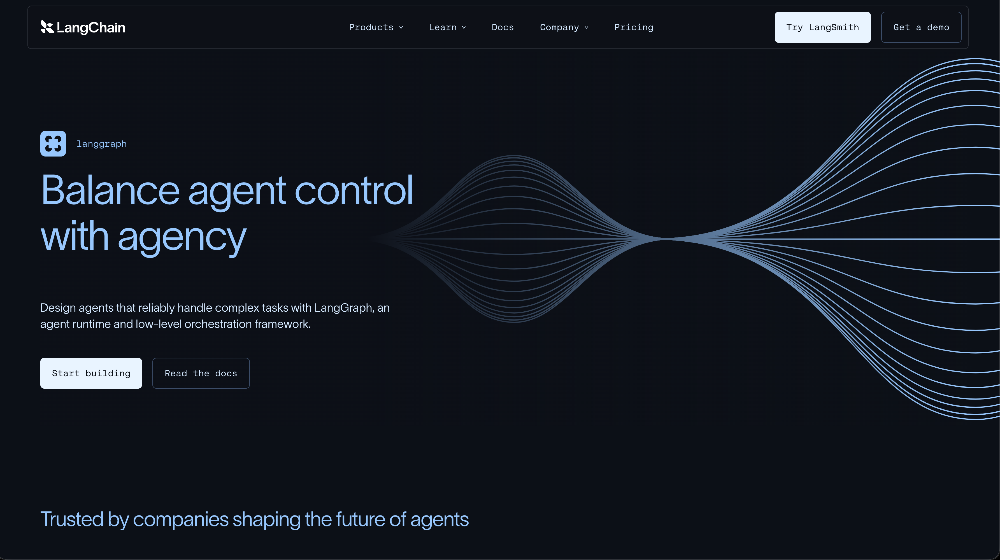 LangChain
Products
Learn
Docs
Company
Pricing
Try LangSmith
Get a demo
langgraph
Balance agent control
with agency
Design agents that reliably handle complex tasks with LangGraph, an
agent runtime and low-level orchestration framework.
Start building
Read the docs
Trusted by companies shaping the future of agents